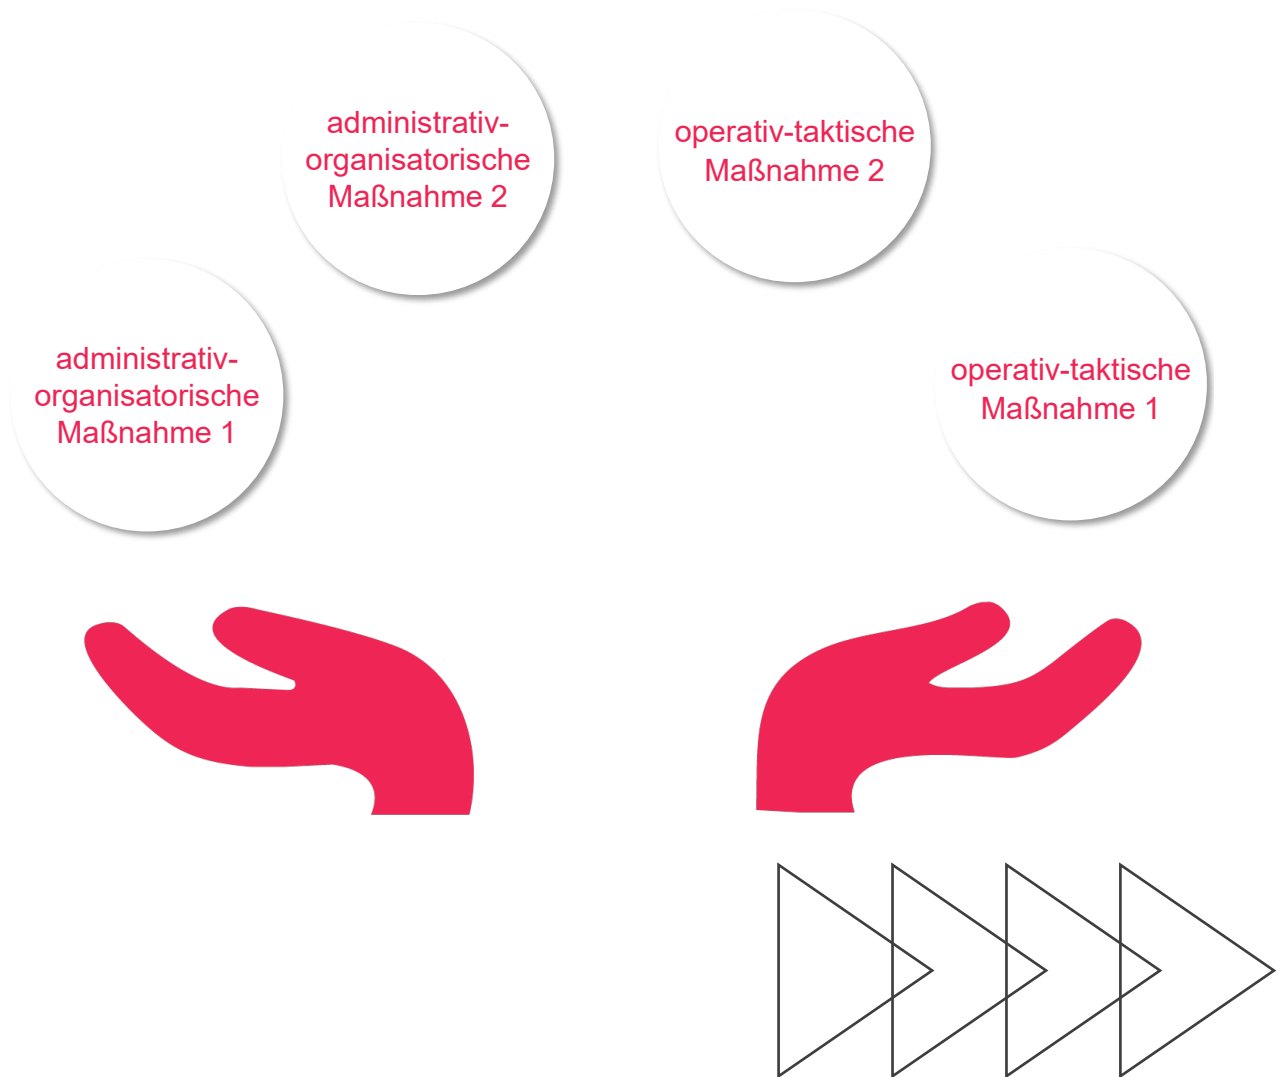 administrativ-
organisatorische
Maßnahme 2
operativ-taktische
Maßnahme 2
administrativ-
organisatorische
Maßnahme 1
operativ-taktische
Maßnahme 1